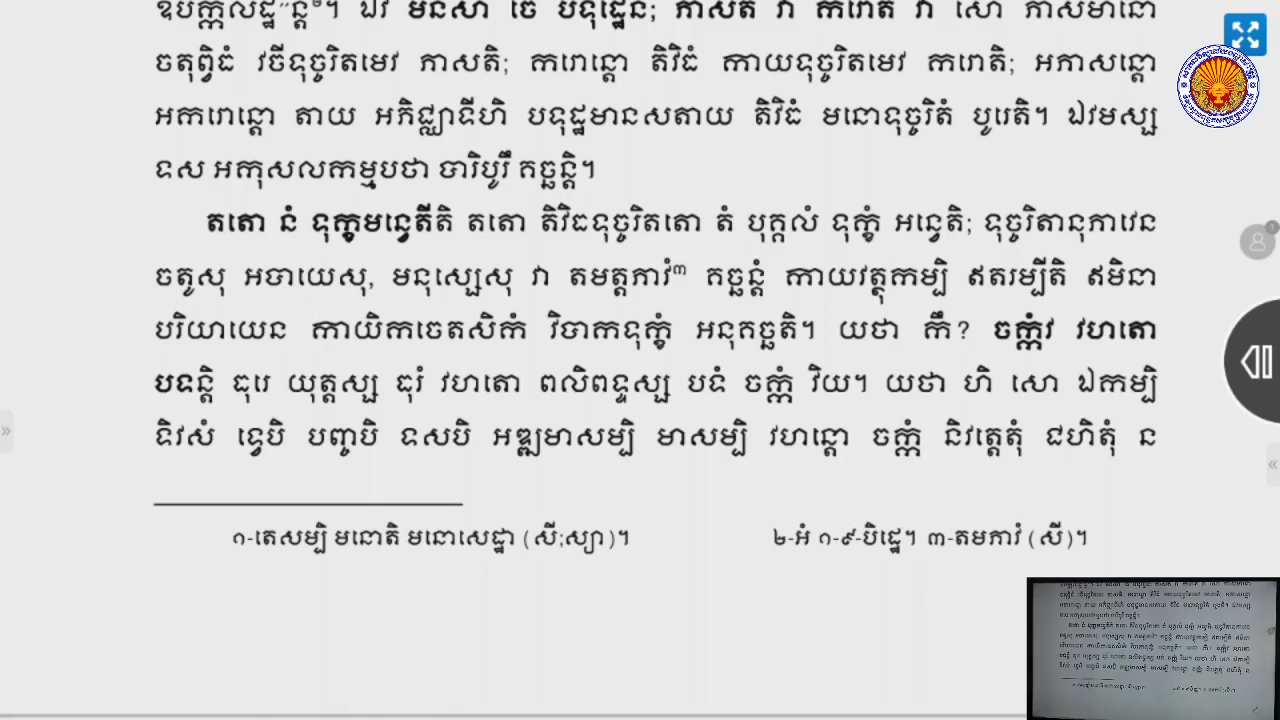 ឧបក្កលិដ្ឋ“ន្តិ២។ ឯវំ មនសា ចេ បទុដ្ឋេន; ភាសតិ វា ករោតិ វា សោ ភាសមានោ
ចតុព្វិធំ វចីទុច្ចរិតមេវ ភាសតិ; ករោន្តោ តិវិធំ កាយទុច្ចរិតមេវ ករោតិ; អភាសន្តោ
អករោន្តោ តាយ អភិជ្ឈាទីហិ បទុដ្ឋមានសតាយ តិវិធំ មនោទុច្ចរិតំ បូរេតិ។ ឯវមស្ស
ទស អកុសលកម្មបថា បារិបូរឹ គច្ឆន្តិ។
តតោ នំ ទុក្ខមន្វេតីតិ តតោ តិវិធទុច្ចរិតតោ តំ បុគ្គលំ ទុក្ខំ អន្វេតិ; ទុច្ចរិតានុភាវេន
ចតូសុ អបាយេសុ, មនុស្សេសុ វា តមត្តភាវំ៣ គច្ឆន្តំ កាយវត្ថុកម្បិ ឥតរម្បីតិ ឥមិនា
បរិយាយេន កាយិកចេតសិកំ វិបាកទុក្ខំ អនុគច្ឆតិ។ យថា កឹ? ចក្កំវ វហតោ
បទន្តិ ធុរេ យុត្តស្ស ធុរំ វហតោ ពលិពទ្ទស្ស បទំ ចក្កំ វិយ។ យថា ហិ សោ ឯកម្បិ
ទិវសំ ទ្វេបិ បញ្ចបិ ទសបិ អឌ្ឍមាសម្បិ មាសម្បិ វហន្តោ ចក្កំ និវត្តេតុំ ជហិតុំ ន
១-តេសម្បិ មនោតិ មនោសេដ្ឋា (សី;ស្យា)។ ២-អំ ១-៩-បិដ្ឋេ។ ៣-តមភាវំ (សី)។